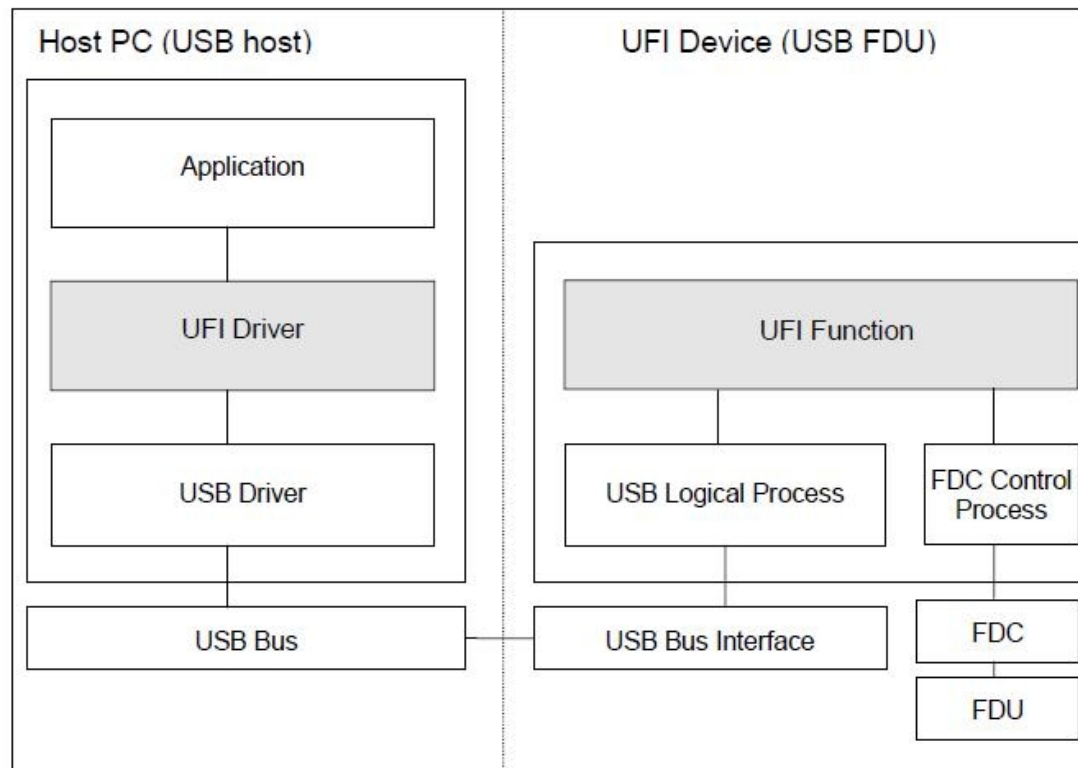 Host PC (USB host)
UFI Device (USB FDU)
Application
UFI Driver
UFI Function
USB Driver
USB Logical Process
FDC Control
Process
USB Bus
USB Bus Interface
FDC
FDU